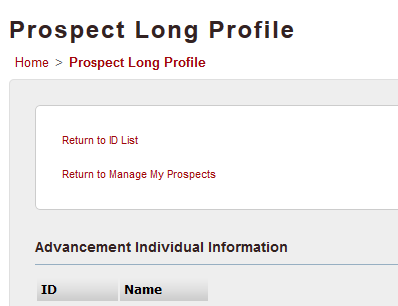 Prospect Long Profile
Home > Prospect Long Profile
Return to ID List
Return to Manage My Prospects
Advancement Individual Information
ID Name